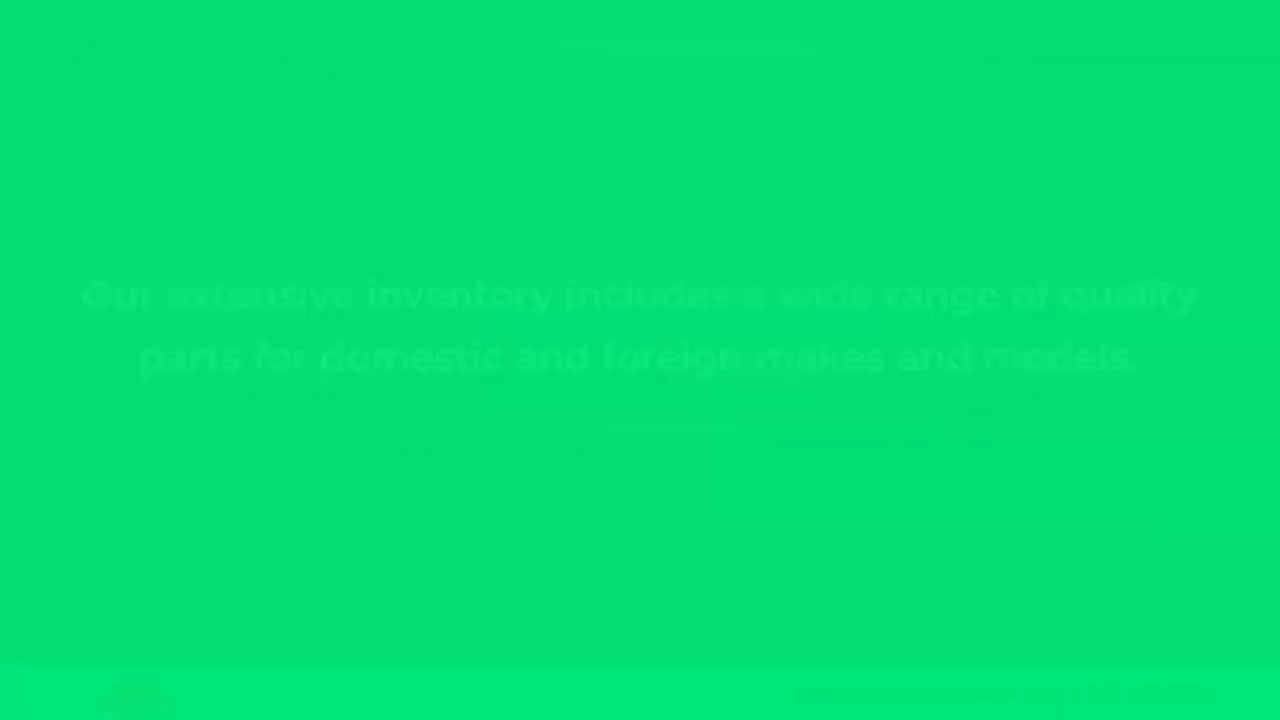 Our extensive inventory includes a wide range of quality
parts for domestic and foreign makes and models.